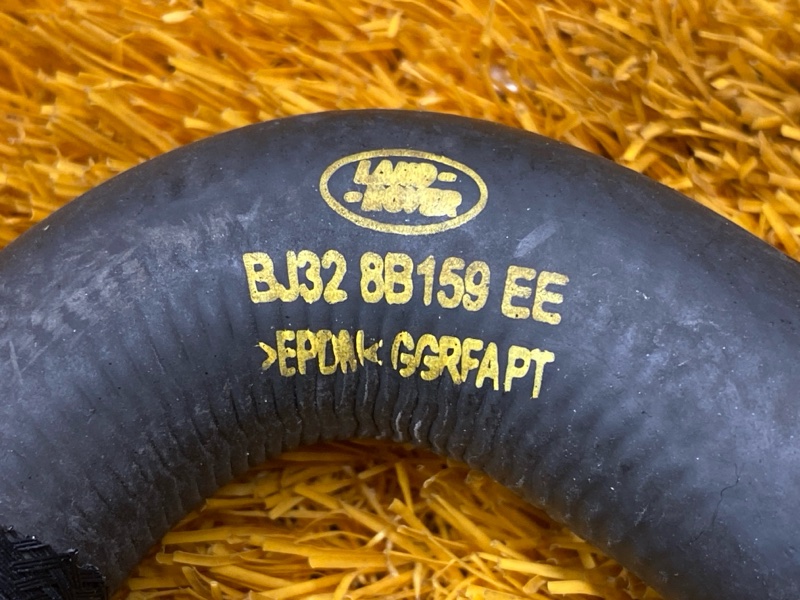 LAND-
-ROVER
BJ32 8B159 EE
>EPDM< GGRFAPT